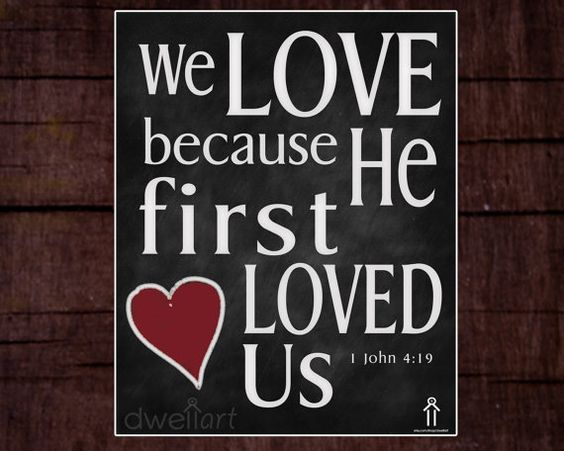 We LOVE
because He
first
LOVED
Us
1 John 4:19
dwellart